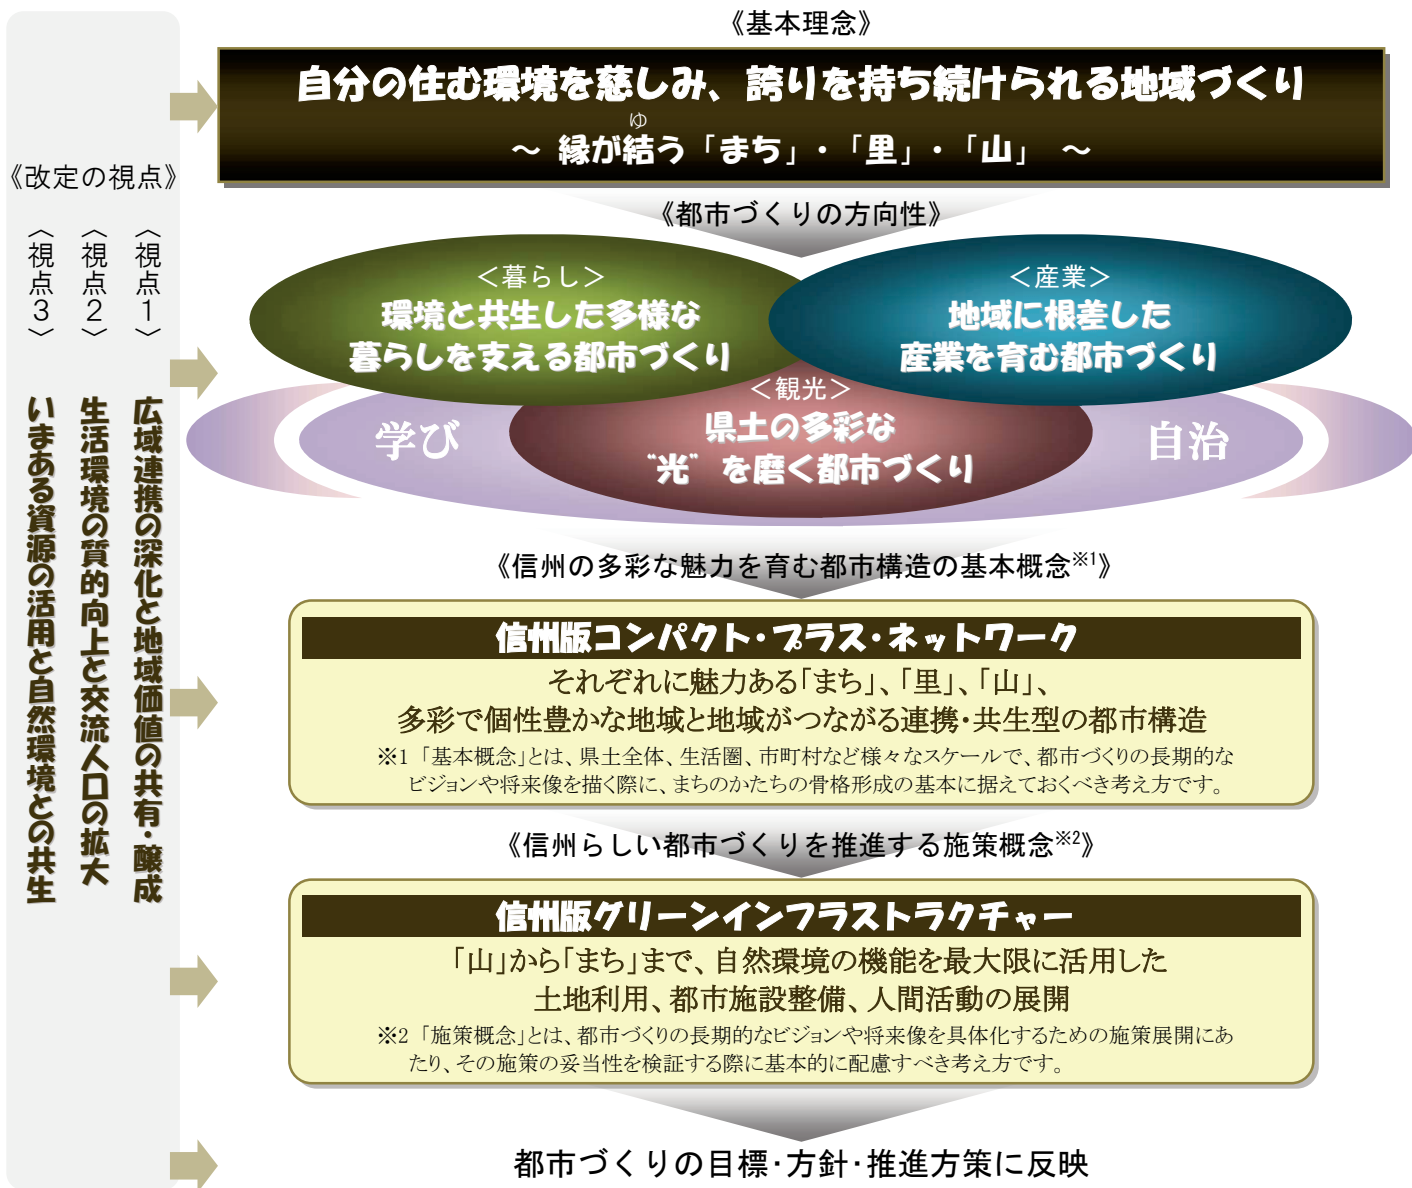 《基本理念》
自分の住む環境を慈しみ、誇りを持ち続けられる地域づくり
ゆ
～ 縁が結う「まち」・「里」・「山」 ～
《改定の視点》
〈視点1〉 広域連携の深化と地域価値の共有・醸成
〈視点2〉 生活環境の質的向上と交流人口の拡大
〈視点3〉 いまある資源の活用と自然環境との共生
《都市づくりの方向性》
＜暮らし＞
環境と共生した多様な
暮らしを支える都市づくり
＜産業＞
地域に根差した
産業を育む都市づくり
＜観光＞
県土の多彩な
“光”を磨く都市づくり
学び
自治
《信州の多彩な魅力を育む都市構造の基本概念※1》
信州版コンパクト・プラス・ネットワーク
それぞれに魅力ある「まち」、「里」、「山」、
多彩で個性豊かな地域と地域がつながる連携・共生型の都市構造
※1 「基本概念」とは、県土全体、生活圏、市町村など様々なスケールで、都市づくりの長期的な
ビジョンや将来像を描く際に、まちのかたちの骨格形成の基本に据えておくべき考え方です。
《信州らしい都市づくりを推進する施策概念※2》
信州版グリーンインフラストラクチャー
「山」から「まち」まで、自然環境の機能を最大限に活用した
土地利用、都市施設整備、人間活動の展開
※2 「施策概念」とは、都市づくりの長期的なビジョンや将来像を具体化するための施策展開にあ
たり、その施策の妥当性を検証する際に基本的に配慮すべき考え方です。
都市づくりの目標・方針・推進方策に反映